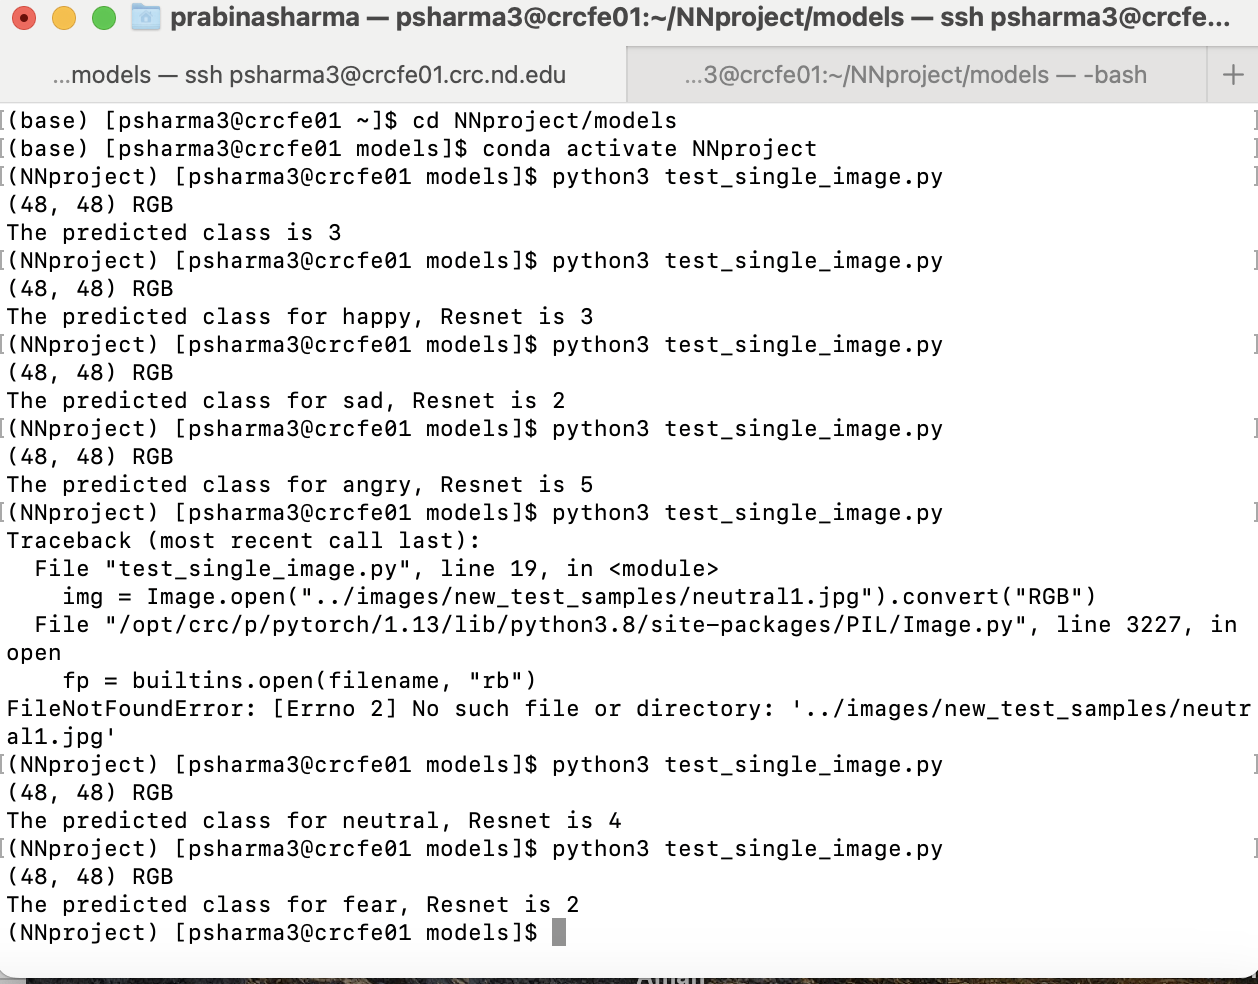 prabinasharma — psharma3@crcfe01:~/NNproject/models — ssh psharma3@crcfe...
...models — ssh psharma3@crcfe01.crc.nd.edu
...3@crcfe01:~/NNproject/models — -bash
+
[(base) [psharma3@crcfe01 ~]$ cd NNproject/models ]
[(base) [psharma3@crcfe01 models]$ conda activate NNproject ]
[(NNproject) [psharma3@crcfe01 models]$ python3 test_single_image.py ]
(48, 48) RGB
The predicted class is 3
[(NNproject) [psharma3@crcfe01 models]$ python3 test_single_image.py ]
(48, 48) RGB
The predicted class for happy, Resnet is 3
[(NNproject) [psharma3@crcfe01 models]$ python3 test_single_image.py ]
(48, 48) RGB
The predicted class for sad, Resnet is 2
[(NNproject) [psharma3@crcfe01 models]$ python3 test_single_image.py ]
(48, 48) RGB
The predicted class for angry, Resnet is 5
[(NNproject) [psharma3@crcfe01 models]$ python3 test_single_image.py ]
Traceback (most recent call last):
  File "test_single_image.py", line 19, in <module>
    img = Image.open("../images/new_test_samples/neutral1.jpg").convert("RGB")
  File "/opt/crc/p/pytorch/1.13/lib/python3.8/site-packages/PIL/Image.py", line 3227, in
open
    fp = builtins.open(filename, "rb")
FileNotFoundError: [Errno 2] No such file or directory: '../images/new_test_samples/neutr
al1.jpg'
[(NNproject) [psharma3@crcfe01 models]$ python3 test_single_image.py ]
(48, 48) RGB
The predicted class for neutral, Resnet is 4
[(NNproject) [psharma3@crcfe01 models]$ python3 test_single_image.py ]
(48, 48) RGB
The predicted class for fear, Resnet is 2
(NNproject) [psharma3@crcfe01 models]$